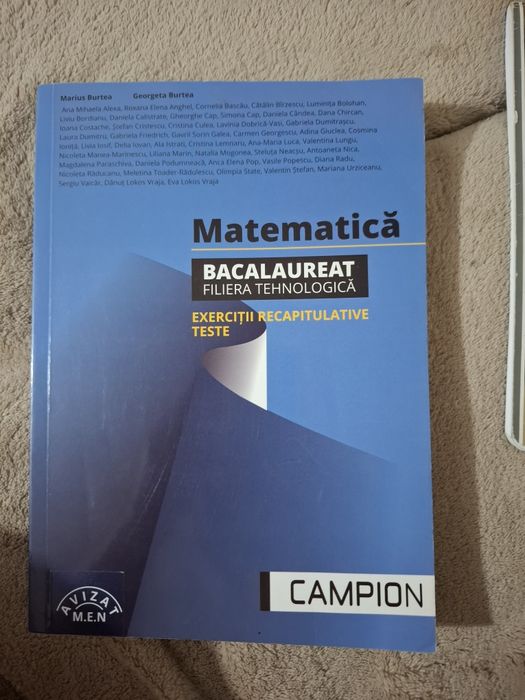 Marius Burtea Georgeta Burtea
Ana Mihaela Alexa, Roxana Elena Anghel, Cornelia Bașcău, Cătălin Bîrzescu, Luminița Bolohan,
Liviu Bordianu, Daniela Callistrate, Gheorghe Cap, Simona Cap, Daniela Cândea, Dana Chircan,
Ioana Costache, Ștefan Cristescu, Cristina Culea, Lavinia Dobrică-Vasi, Gabriela Dumitrașcu,
Laura Dumitru, Gabriela Friedrich, Gavril Sorin Galea, Carmen Georgescu, Adina Giuclea, Cosmina
Ioniță, Livia Iosif, Delia Iovan, Ala Istrati, Cristina Lemnaru, Ana-Maria Luca, Valentina Lungu,
Nicoleta Manea-Marinescu, Liliana Marin, Natalia Mogonea, Steluța Neacșu, Antoaneta Nica,
Magdalena Paraschiva, Daniela Podumneacă, Anca Elena Pop, Vasile Popescu, Diana Radu,
Nicoleta Răducanu, Meletina Toader-Rădulescu, Olimpia State, Valentin Ștefan, Mariana Urziceanu,
Sergiu Vaicăr, Dănuț Lokos Vraja, Eva Lokos Vraja
Matematică
BACALAUREAT
FILIERA TEHNOLOGICĂ
EXERCIȚII RECAPITULATIVE
TESTE
AVIZAT
M.E.N
CAMPION